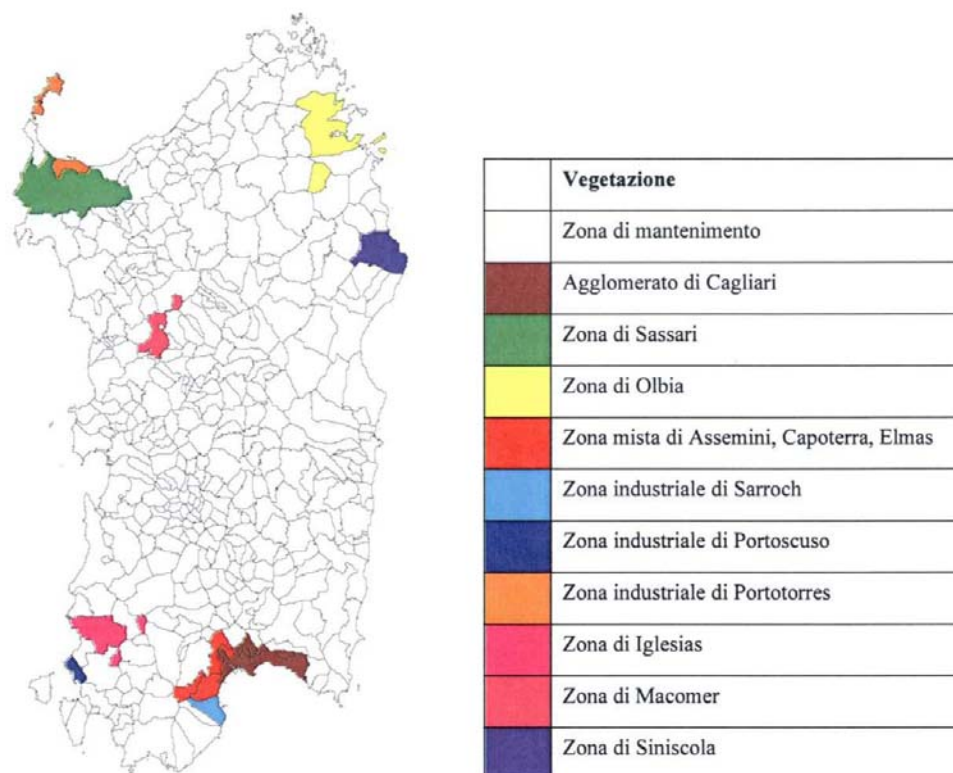 Vegetazione
Zona di mantenimento
Agglomerato di Cagliari
Zona di Sassari
Zona di Olbia
Zona mista di Assemini, Capoterra, Elmas
Zona industriale di Sarroch
Zona industriale di Portoscuso
Zona industriale di Portotorres
Zona di Iglesias
Zona di Macomer
Zona di Siniscola